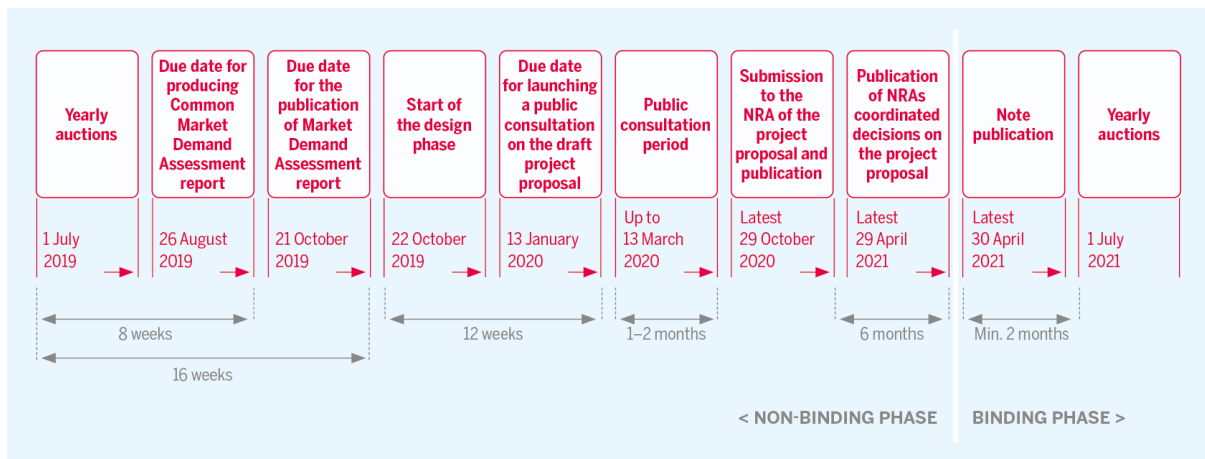 Yearly
auctions
Due date for
producing
Common
Market
Demand
Assessment
report
Due date
for the
publication
of Market
Demand
Assessment
report
Start of
the design
phase
Due date
for launching
a public
consultation
on the draft
project
proposal
Public
consultation
period
Submission
to the
NRA of the
project
proposal and
publication
Publication
of NRAs
coordinated
decisions on
the project
proposal
Note
publication
Yearly
auctions
1 July
2019
26 August
2019
21 October
2019
22 October
2019
13 January
2020
Up to
13 March
2020
Latest
29 October
2020
Latest
29 April
2021
Latest
30 April
2021
1 July
2021
8 weeks
12 weeks
1–2 months
6 months
Min. 2 months
16 weeks
< NON-BINDING PHASE
BINDING PHASE >